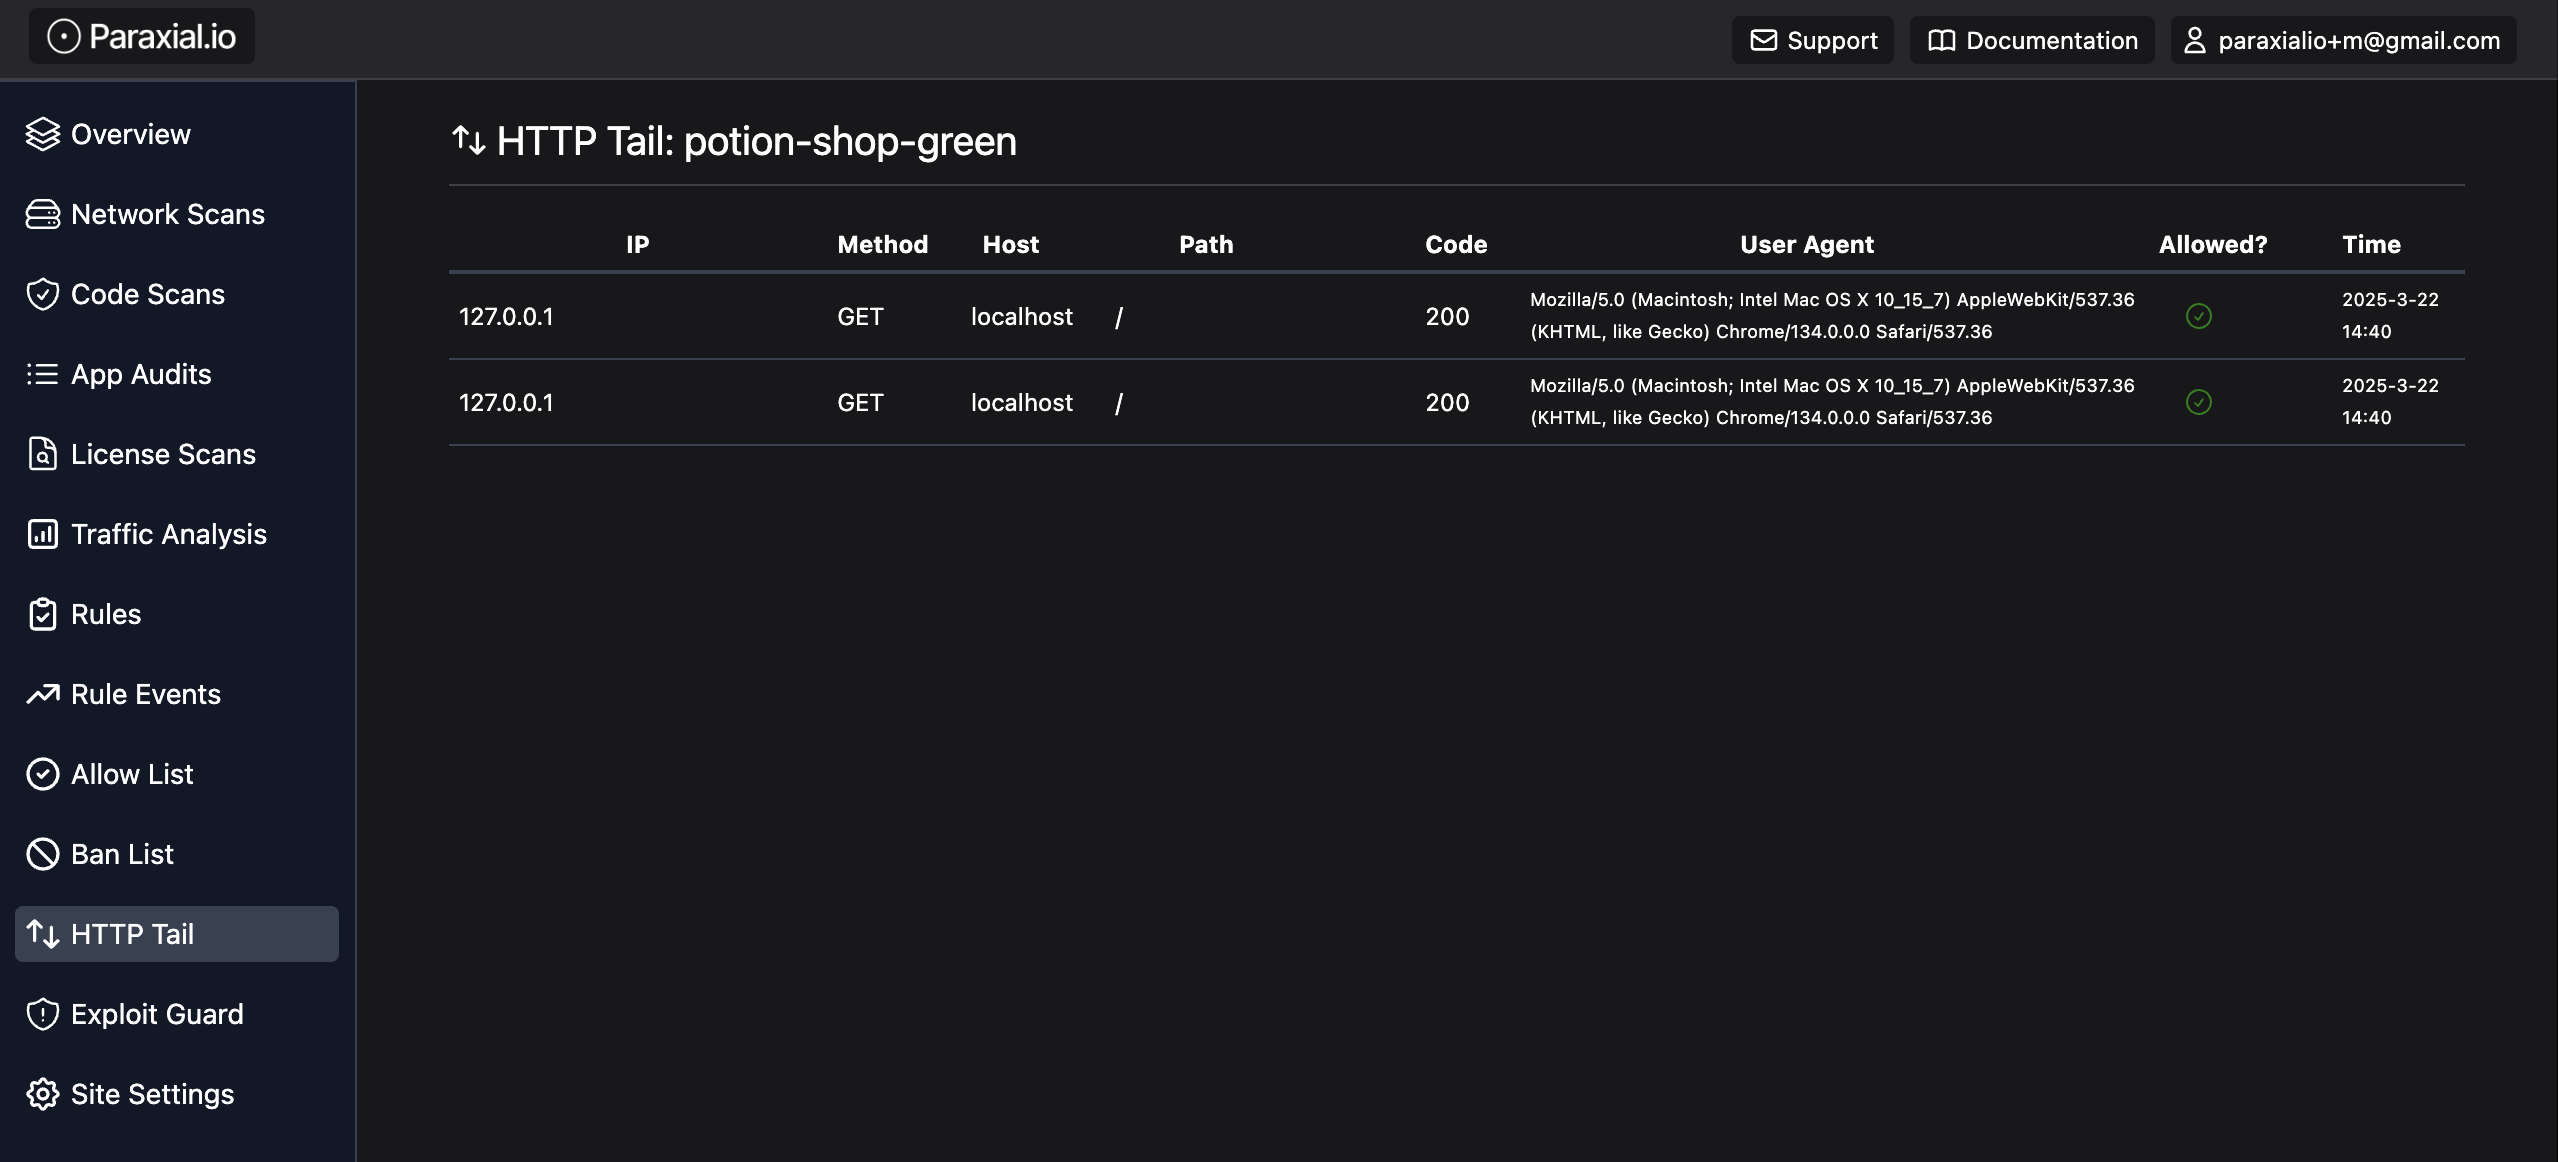 Paraxial.io
Support
Documentation
paraxialio+m@gmail.com
Overview
Network Scans
Code Scans
App Audits
License Scans
Traffic Analysis
Rules
Rule Events
Allow List
Ban List
HTTP Tail
Exploit Guard
Site Settings
HTTP Tail: potion-shop-green
IP Method Host Path Code User Agent Allowed? Time
127.0.0.1 GET localhost / 200 Mozilla/5.0 (Macintosh; Intel Mac OS X 10_15_7) AppleWebKit/537.36 2025-3-22
(KHTML, like Gecko) Chrome/134.0.0.0 Safari/537.36 14:40
127.0.0.1 GET localhost / 200 Mozilla/5.0 (Macintosh; Intel Mac OS X 10_15_7) AppleWebKit/537.36 2025-3-22
(KHTML, like Gecko) Chrome/134.0.0.0 Safari/537.36 14:40